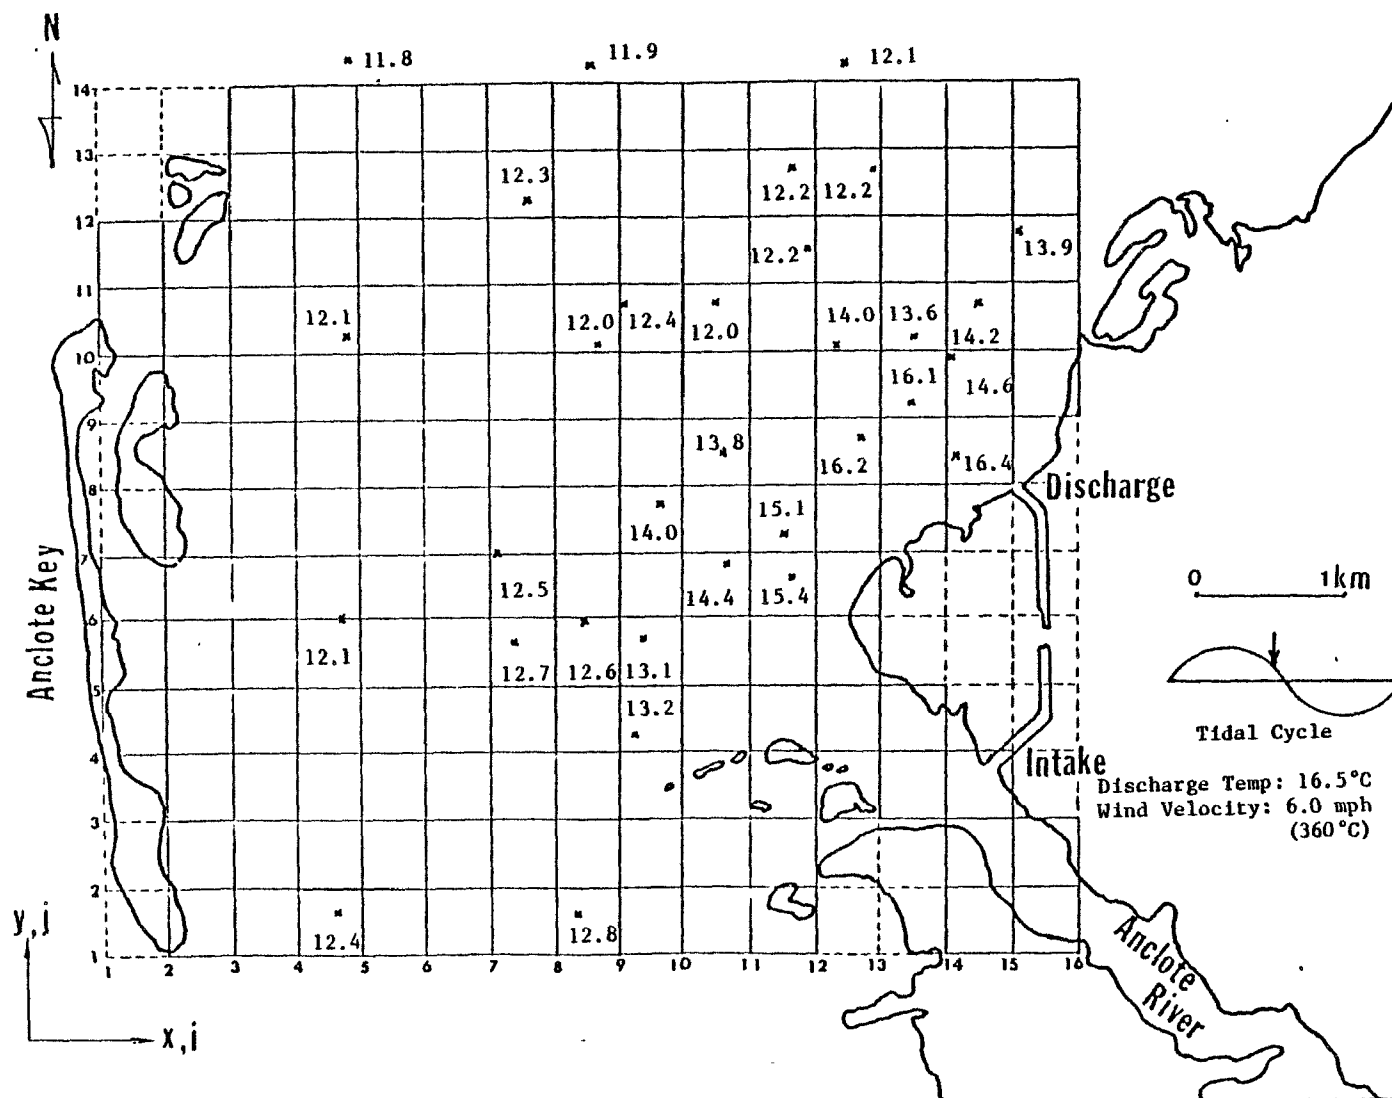 N
11.8 11.9 12.1
14
13
12.3
12.2 12.2
12
12.2 13.9
11
12.1 12.0 12.4 12.0 14.0 13.6 14.2
10
16.1 14.6
9
13.8 16.2 16.4
8
Discharge
14.0 15.1
7
12.5 14.4 15.4
0 1km
6
Anclote Key
12.1 12.7 12.6 13.1
5
13.2
Tidal Cycle
4
Intake
Discharge Temp: 16.5°C
Wind Velocity: 6.0 mph
(360°C)
3
2
12.4 12.8
y,j
1
1 2 3 4 5 6 7 8 9 10 11 12 13 14 15 16
Anclote
River
x,i